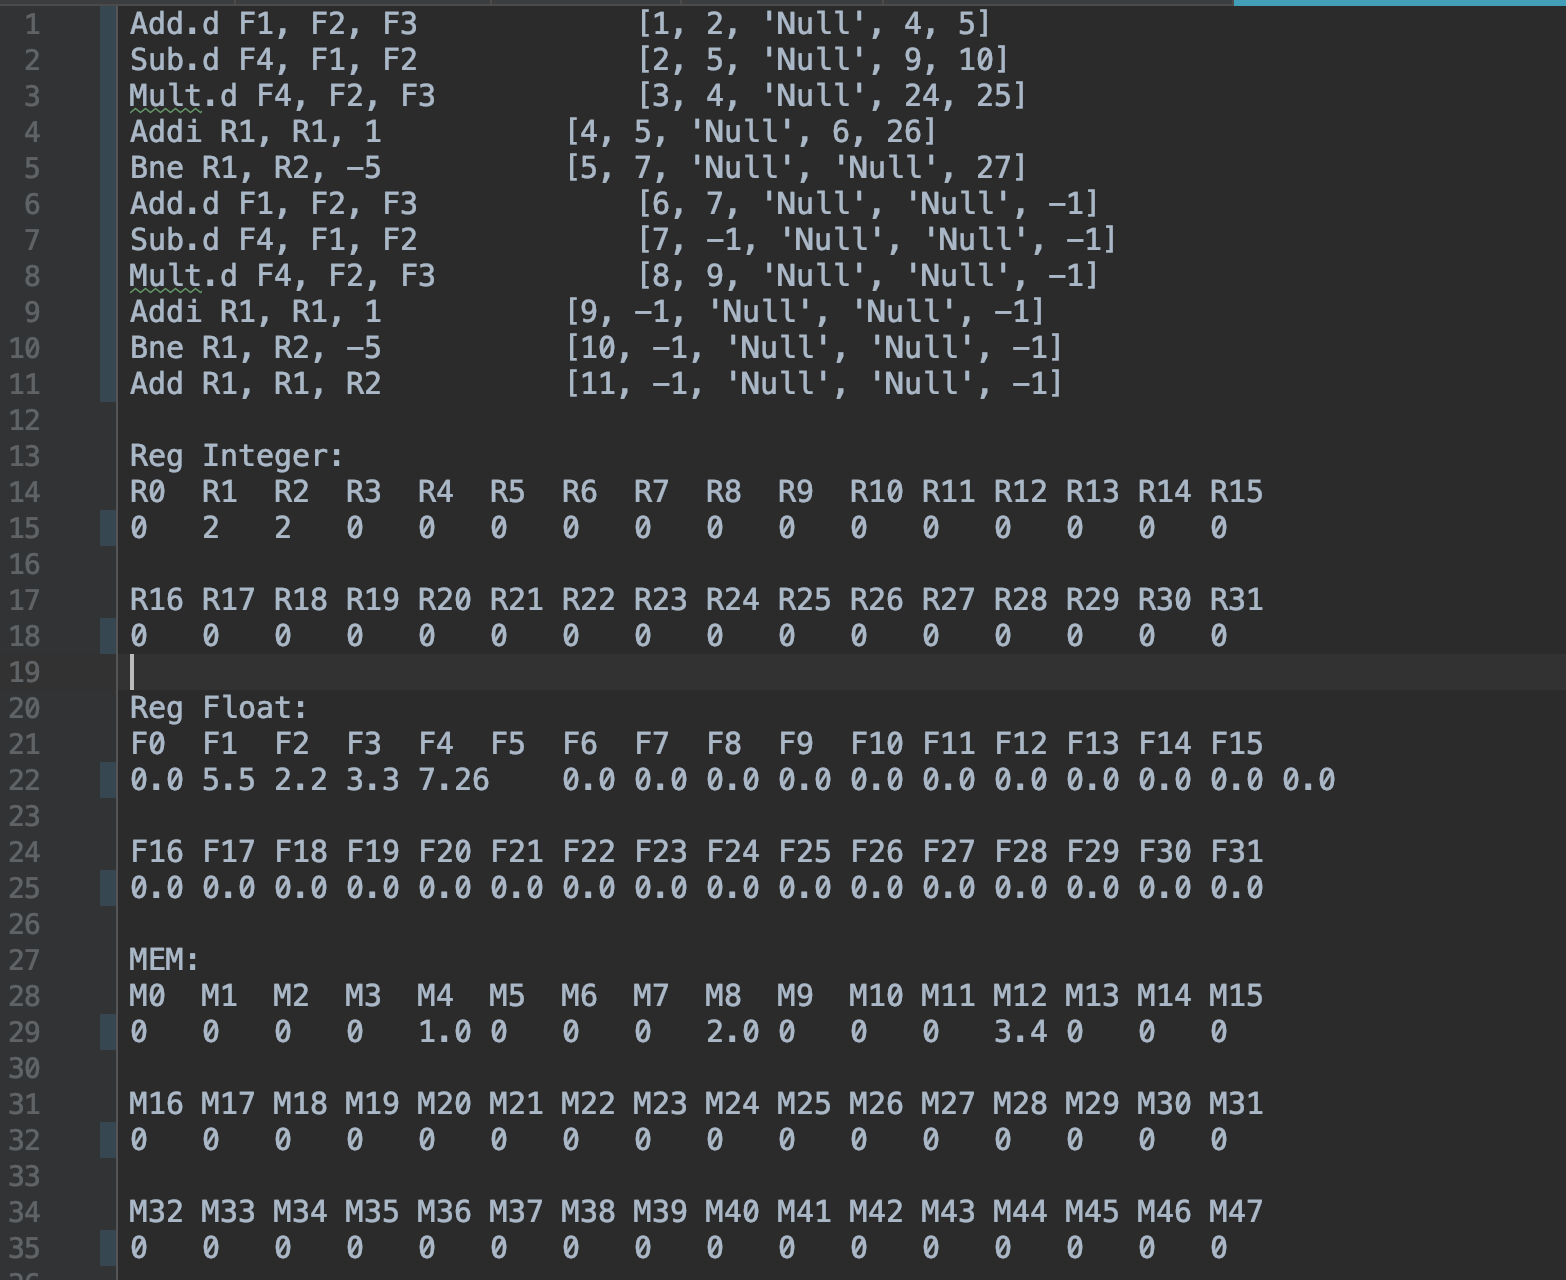 1 Add.d F1, F2, F3 [1, 2, 'Null', 4, 5]
2 Sub.d F4, F1, F2 [2, 5, 'Null', 9, 10]
3 Mult.d F4, F2, F3 [3, 4, 'Null', 24, 25]
4 Addi R1, R1, 1 [4, 5, 'Null', 6, 26]
5 Bne R1, R2, -5 [5, 7, 'Null', 'Null', 27]
6 Add.d F1, F2, F3 [6, 7, 'Null', 'Null', -1]
7 Sub.d F4, F1, F2 [7, -1, 'Null', 'Null', -1]
8 Mult.d F4, F2, F3 [8, 9, 'Null', 'Null', -1]
9 Addi R1, R1, 1 [9, -1, 'Null', 'Null', -1]
10 Bne R1, R2, -5 [10, -1, 'Null', 'Null', -1]
11 Add R1, R1, R2 [11, -1, 'Null', 'Null', -1]
12
13 Reg Integer:
14 R0 R1 R2 R3 R4 R5 R6 R7 R8 R9 R10 R11 R12 R13 R14 R15
15 0 2 2 0 0 0 0 0 0 0 0 0 0 0 0 0
16
17 R16 R17 R18 R19 R20 R21 R22 R23 R24 R25 R26 R27 R28 R29 R30 R31
18 0 0 0 0 0 0 0 0 0 0 0 0 0 0 0 0
19
20 Reg Float:
21 F0 F1 F2 F3 F4 F5 F6 F7 F8 F9 F10 F11 F12 F13 F14 F15
22 0.0 5.5 2.2 3.3 7.26 0.0 0.0 0.0 0.0 0.0 0.0 0.0 0.0 0.0 0.0 0.0
23
24 F16 F17 F18 F19 F20 F21 F22 F23 F24 F25 F26 F27 F28 F29 F30 F31
25 0.0 0.0 0.0 0.0 0.0 0.0 0.0 0.0 0.0 0.0 0.0 0.0 0.0 0.0 0.0 0.0
26
27 MEM:
28 M0 M1 M2 M3 M4 M5 M6 M7 M8 M9 M10 M11 M12 M13 M14 M15
29 0 0 0 0 1.0 0 0 0 2.0 0 0 0 3.4 0 0 0
30
31 M16 M17 M18 M19 M20 M21 M22 M23 M24 M25 M26 M27 M28 M29 M30 M31
32 0 0 0 0 0 0 0 0 0 0 0 0 0 0 0 0
33
34 M32 M33 M34 M35 M36 M37 M38 M39 M40 M41 M42 M43 M44 M45 M46 M47
35 0 0 0 0 0 0 0 0 0 0 0 0 0 0 0 0